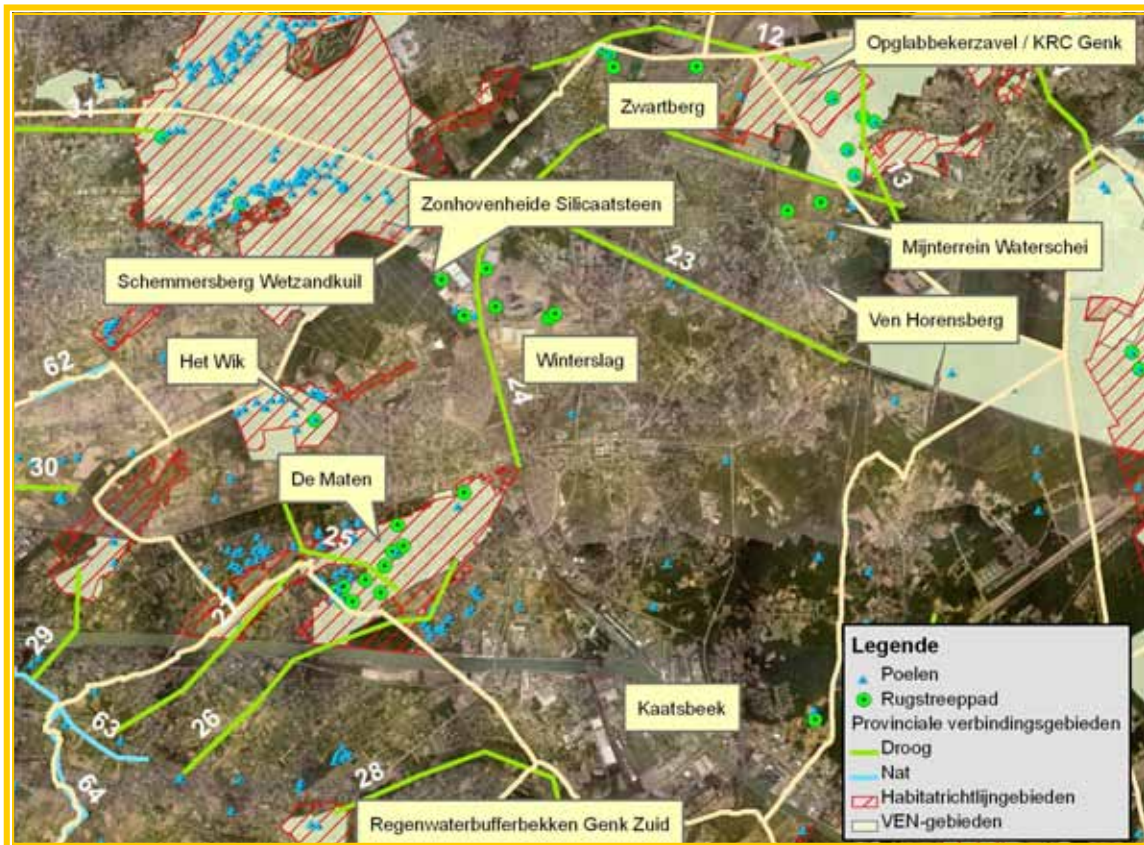 12
Opglabbekerzavel / KRC Genk
Zwartberg
31
13
Zonhovenheide Silicaatsteen
Mijnterrein Waterschei
23
Schemmersberg Wetzandkuil
Ven Horensberg
Het Wik
Winterslag
62
24
30
De Maten
25
27
29
Legende
Poelen
Rugstreeppad
Provinciale verbindingsgebieden
Droog
Nat
Habitatrichtlijngebieden
VEN-gebieden
Kaatsbeek
63
26
64
28
Regenwaterbufferbekken Genk Zuid